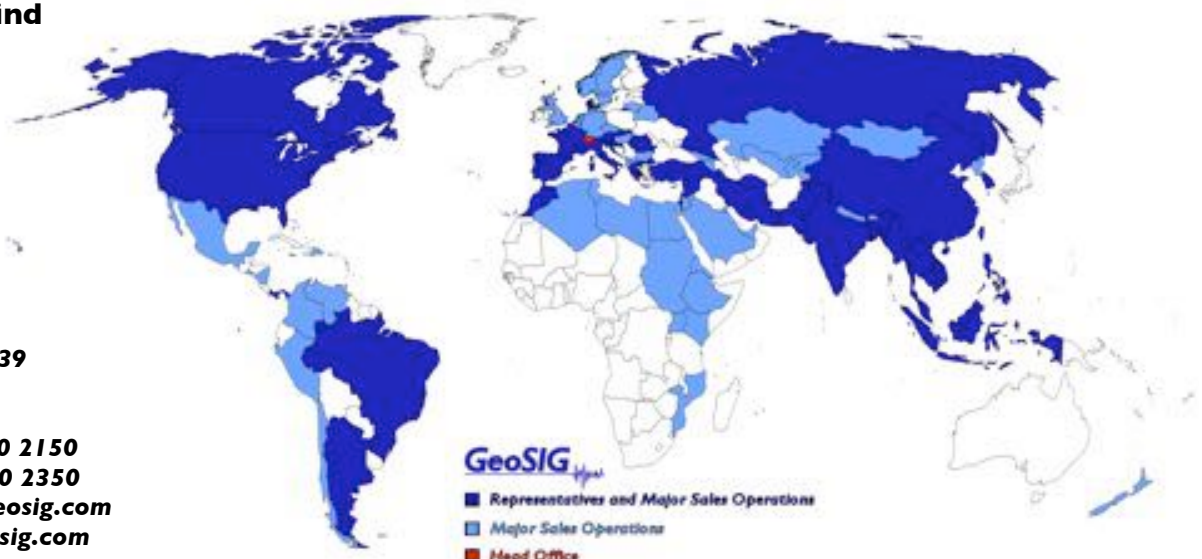 ind
39
0 2150
0 2350
eosig.com
sig.com
GeoSIG
Representatives and Major Sales Operations
Major Sales Operations
Head Office